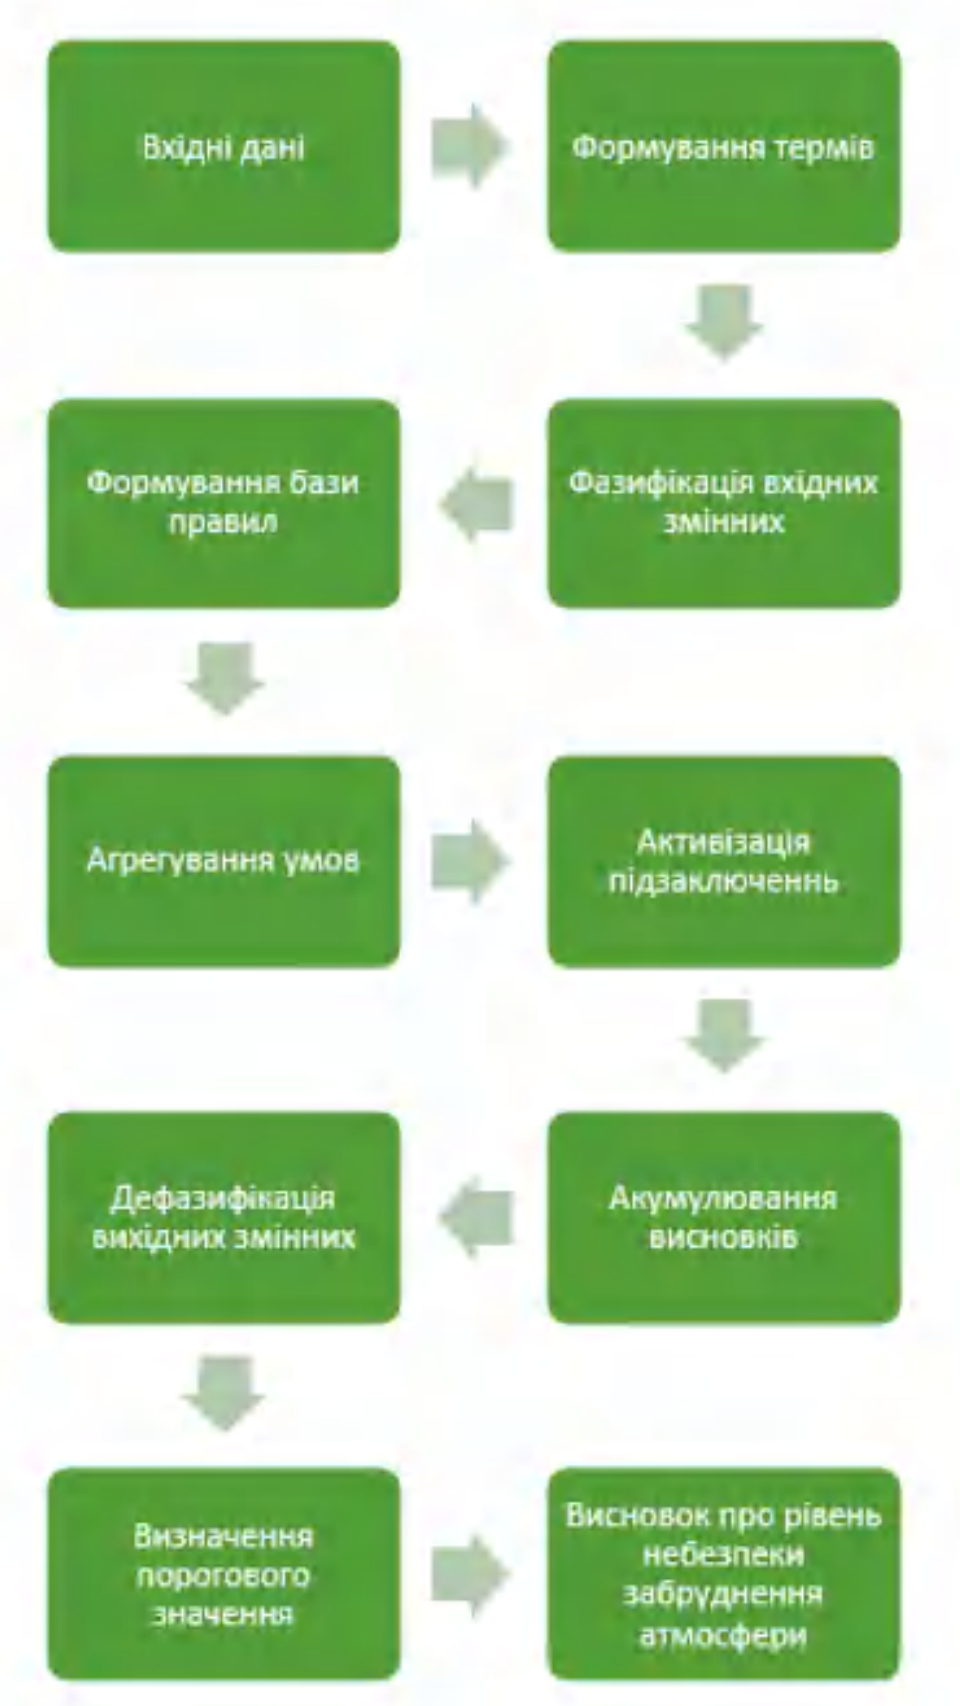 Вхідні дані
Формування термів
Фазифікація вхідних
змінних
Формування бази
правил
Агрегування умов
Активізація
підзаключеннь
Акумулювання
висновків
Дефазифікація
вихідних змінних
Визначення
порогового
значення
Висновок про рівень
небезпеки
забруднення
атмосфери